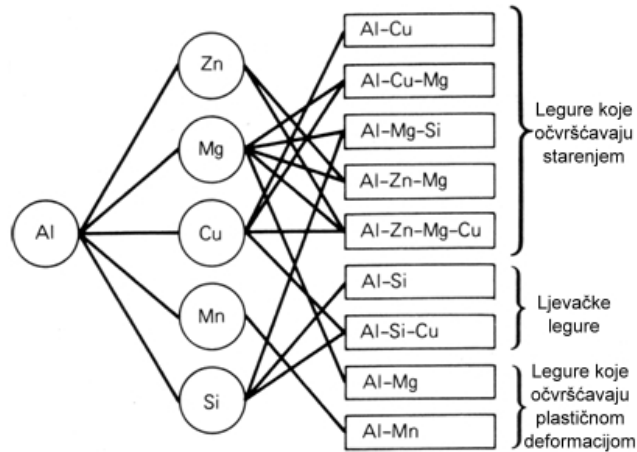 Al
Zn
Mg
Cu
Mn
Si
Al-Cu
Al-Cu-Mg
Al-Mg-Si
Al-Zn-Mg
Al-Zn-Mg-Cu
Al-Si
Al-Si-Cu
Al-Mg
Al-Mn
Legure koje
očvršćavaju
starenjem
Ljevačke
legure
Legure koje
očvršćavaju
plastičnom
deformacijom